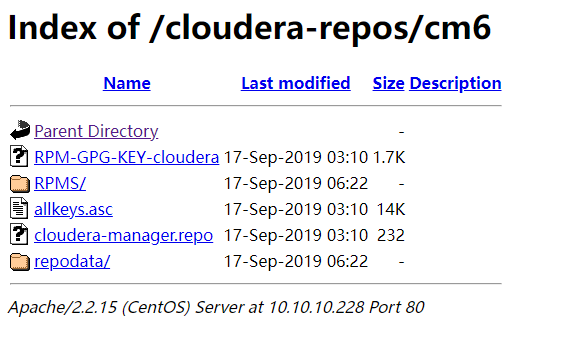 Index of /cloudera-repos/cm6
Name Last modified Size Description
Parent Directory -
RPM-GPG-KEY-cloudera 17-Sep-2019 03:10 1.7K
RPMS/ 17-Sep-2019 06:22 -
allkeys.asc 17-Sep-2019 03:10 14K
cloudera-manager.repo 17-Sep-2019 03:10 232
repodata/ 17-Sep-2019 06:22 -
Apache/2.2.15 (CentOS) Server at 10.10.10.228 Port 80